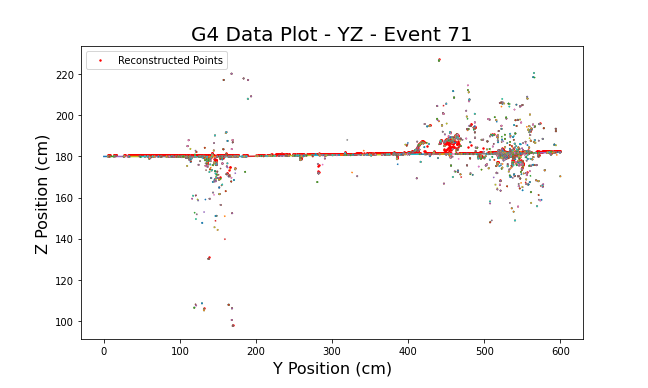 G4 Data Plot - YZ - Event 71
Reconstructed Points
220
200
180
160
140
120
100
Z Position (cm)
0 100 200 300 400 500 600
Y Position (cm)